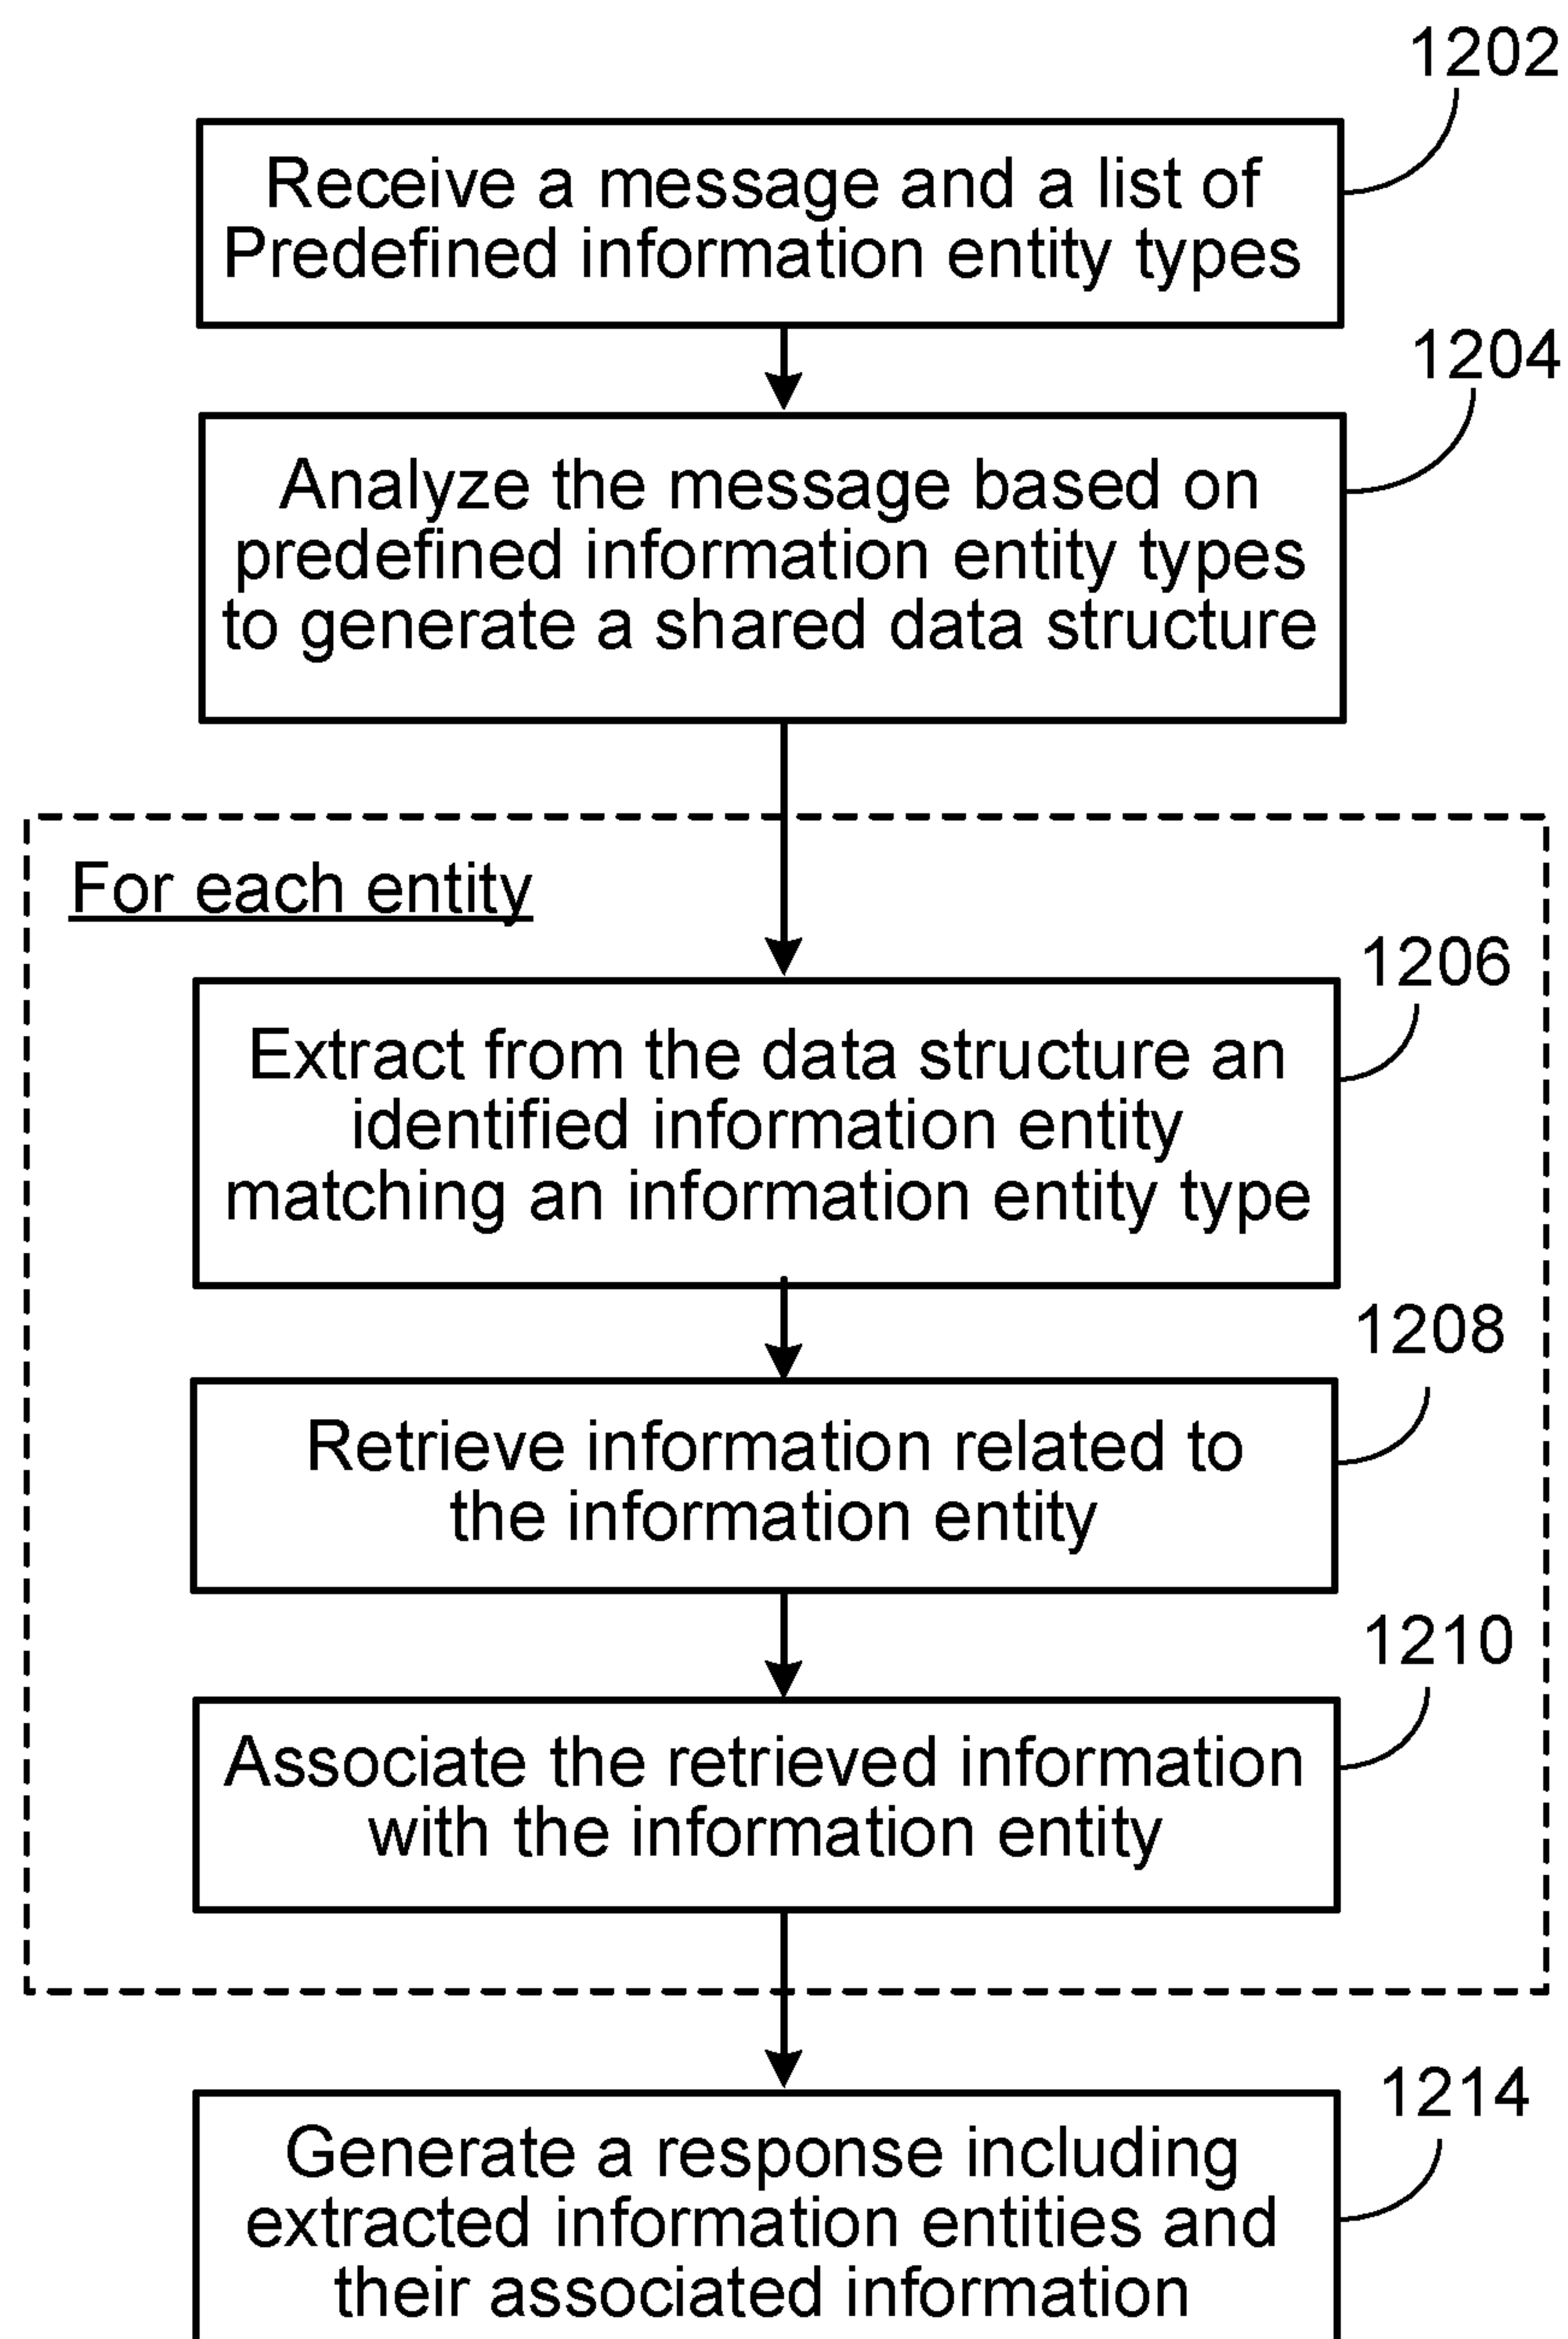 1202
Receive a message and a list of
Predefined information entity types
1204
Analyze the message based on
predefined information entity types
to generate a shared data structure
For each entity
1206
Extract from the data structure an
identified information entity
matching an information entity type
1208
Retrieve information related to
the information entity
1210
Associate the retrieved information
with the information entity
1214
Generate a response including
extracted information entities and
their associated information